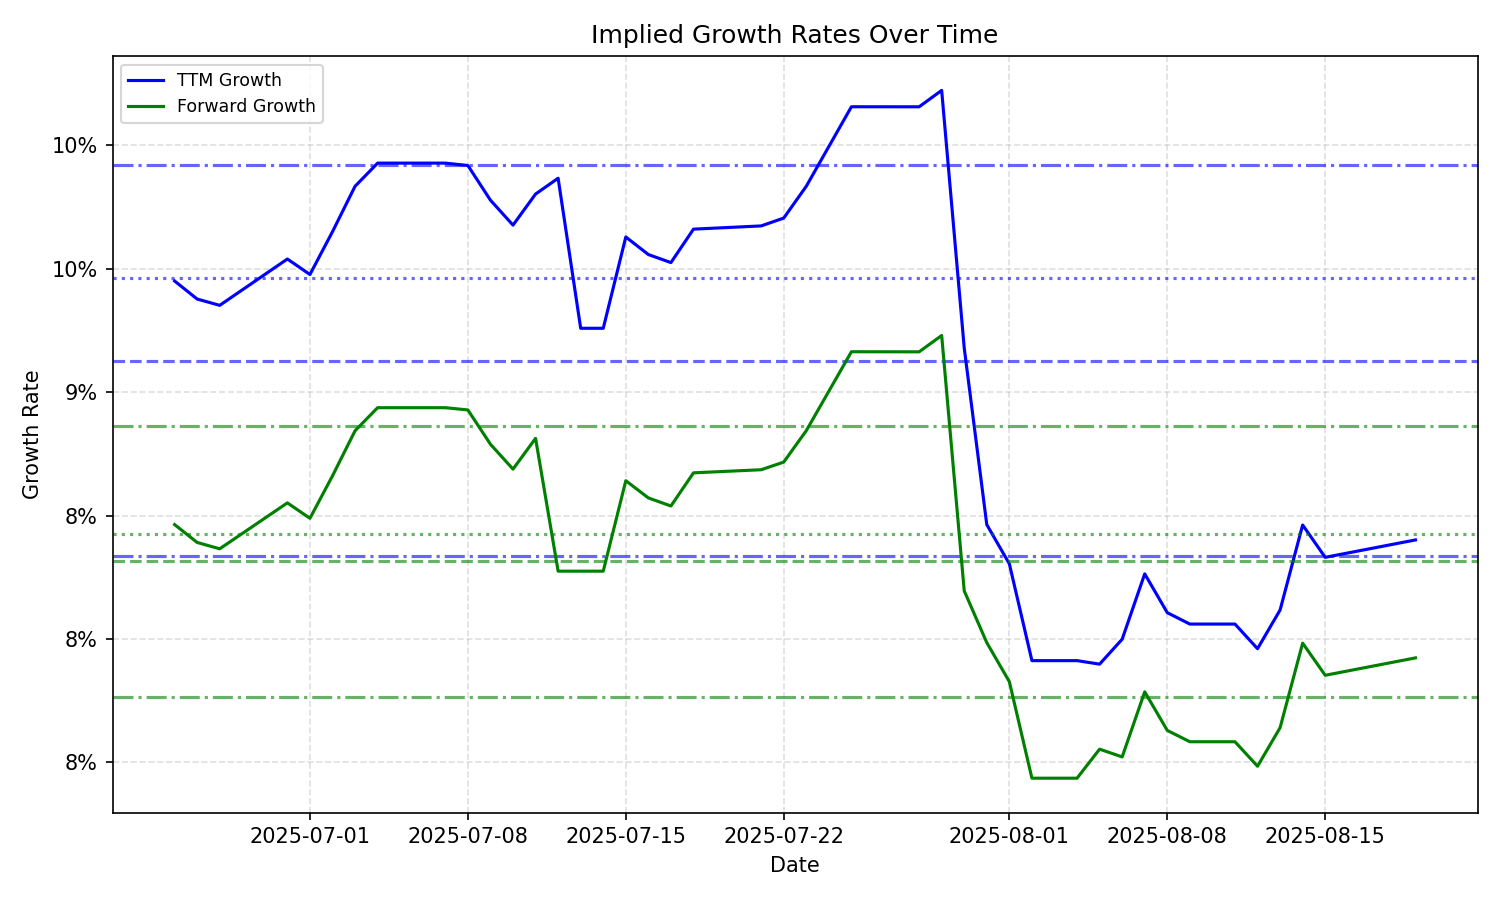 Implied Growth Rates Over Time
TTM Growth
Forward Growth
10%
10%
9%
8%
8%
8%
Growth Rate
2025-07-01
2025-07-08
2025-07-15
2025-07-22
2025-08-01
2025-08-08
2025-08-15
Date